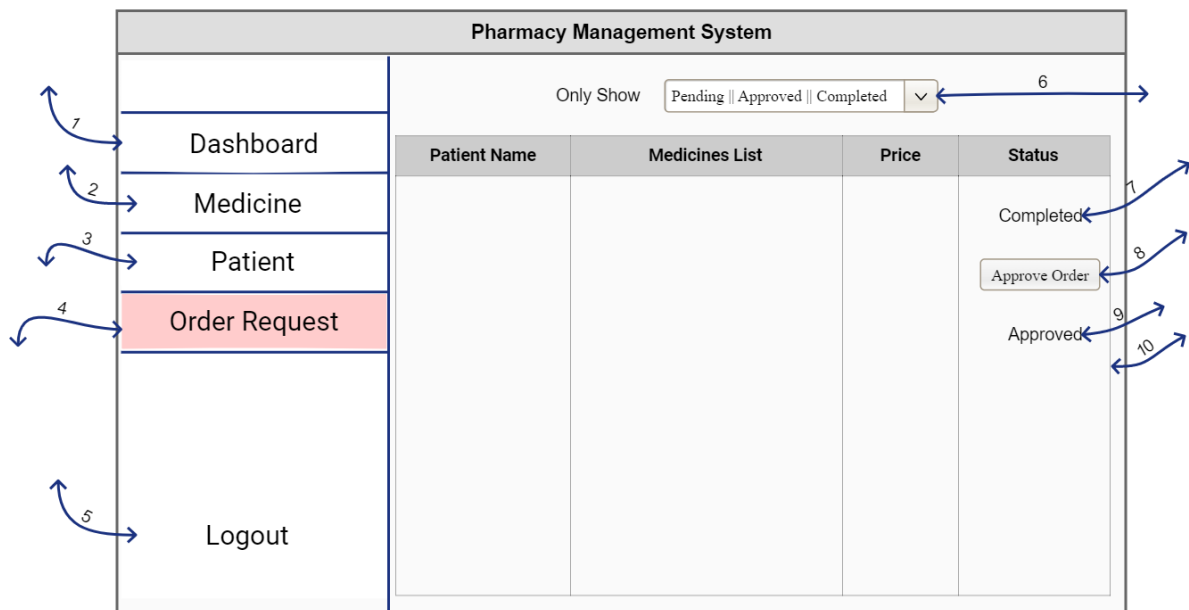 Pharmacy Management System
Only Show Pending || Approved || Completed 6
1 Dashboard
2 Medicine
3 Patient
4 Order Request
5 Logout
Patient Name Medicines List Price Status
Completed 7
Approve Order 8
Approved 9
10